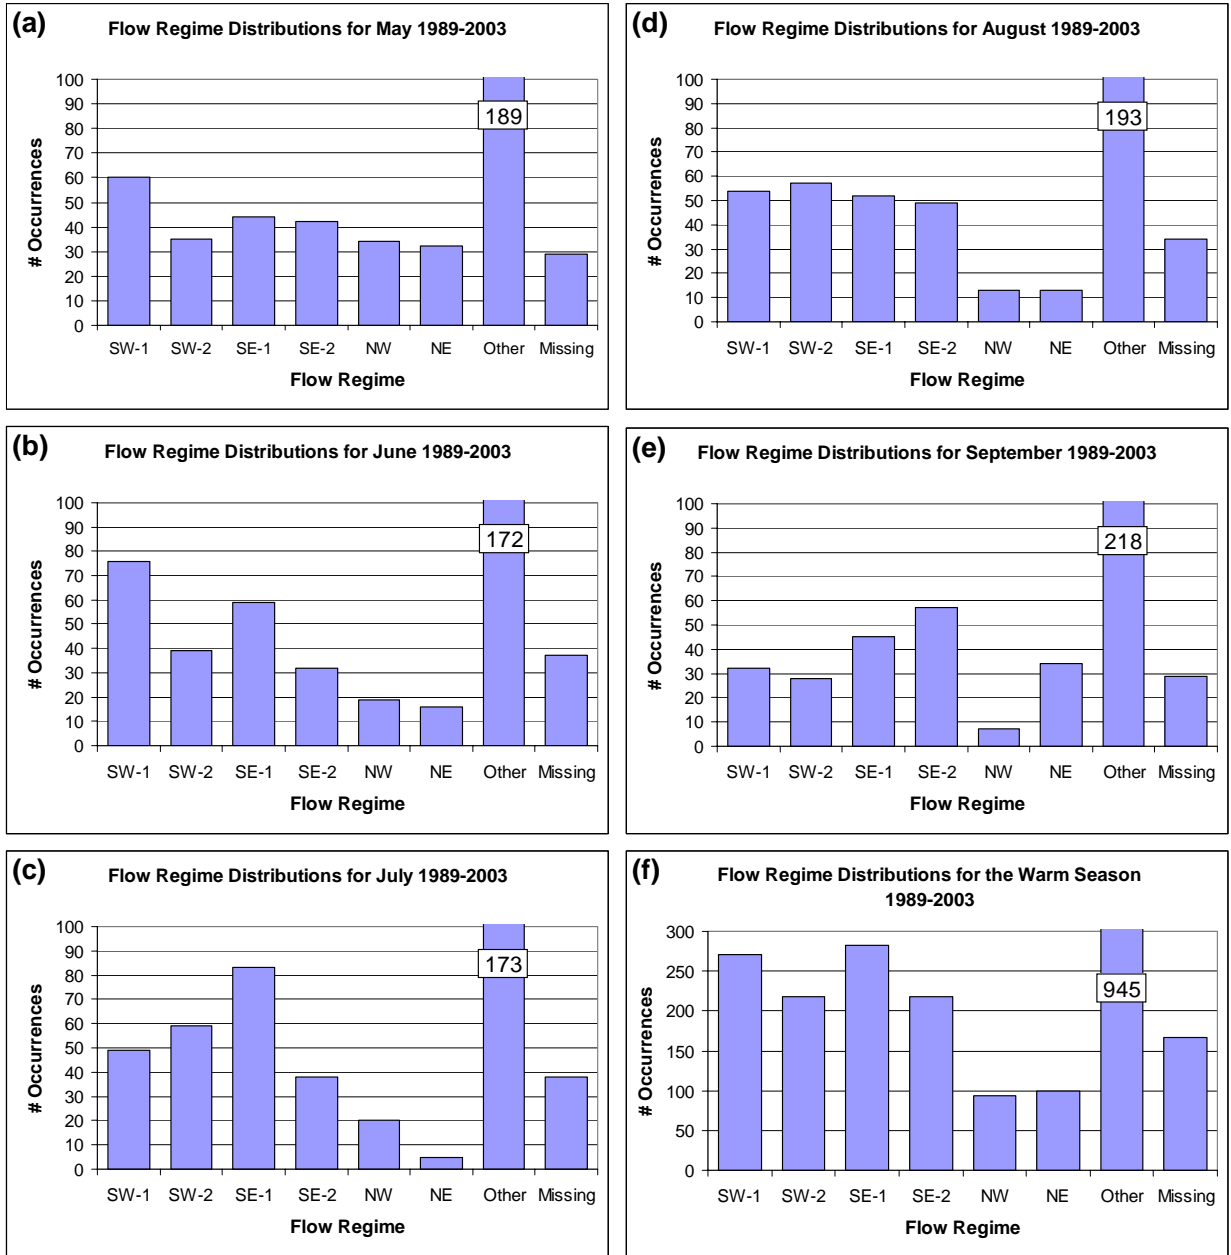 (a)
Flow Regime Distributions for May 1989-2003
100
90
80
70
60
50
40
30
20
10
0
# Occurrences
189
SW-1 SW-2 SE-1 SE-2 NW NE Other Missing
Flow Regime
(b)
Flow Regime Distributions for June 1989-2003
100
90
80
70
60
50
40
30
20
10
0
# Occurrences
172
SW-1 SW-2 SE-1 SE-2 NW NE Other Missing
Flow Regime
(c)
Flow Regime Distributions for July 1989-2003
100
90
80
70
60
50
40
30
20
10
0
# Occurrences
173
SW-1 SW-2 SE-1 SE-2 NW NE Other Missing
Flow Regime
(d)
Flow Regime Distributions for August 1989-2003
100
90
80
70
60
50
40
30
20
10
0
# Occurrences
193
SW-1 SW-2 SE-1 SE-2 NW NE Other Missing
Flow Regime
(e)
Flow Regime Distributions for September 1989-2003
100
90
80
70
60
50
40
30
20
10
0
# Occurrences
218
SW-1 SW-2 SE-1 SE-2 NW NE Other Missing
Flow Regime
(f)
Flow Regime Distributions for the Warm Season
1989-2003
300
250
200
150
100
50
0
# Occurrences
945
SW-1 SW-2 SE-1 SE-2 NW NE Other Missing
Flow Regime